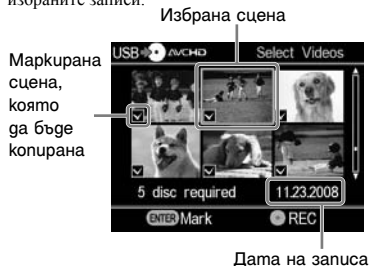 избраните записи.
Избрана сцена
Маркирана
сцена,
която
да бъде
копирана
USB AVCHD Select Videos
5 disc required 11.23.2008
ENTER Mark REC
Дата на записа